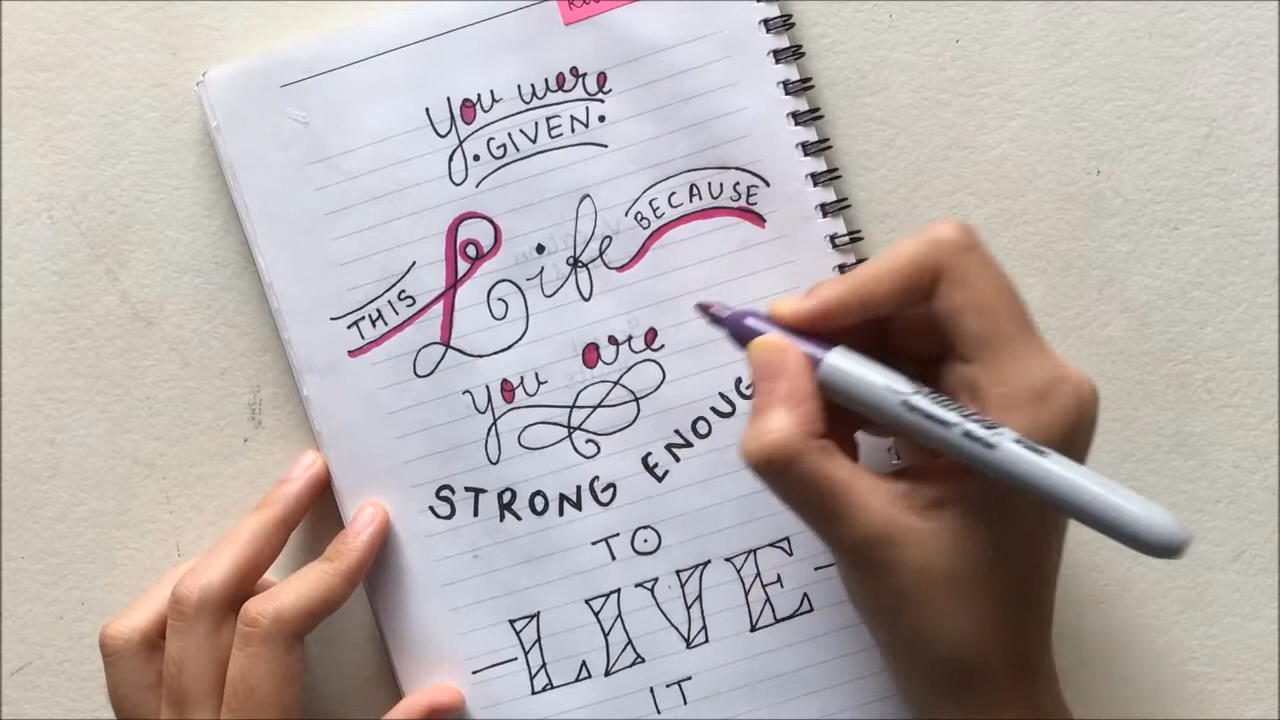 you were
•GIVEN•
THIS Life BECAUSE
you are
STRONG ENOUG
TO
-LIVE-
IT